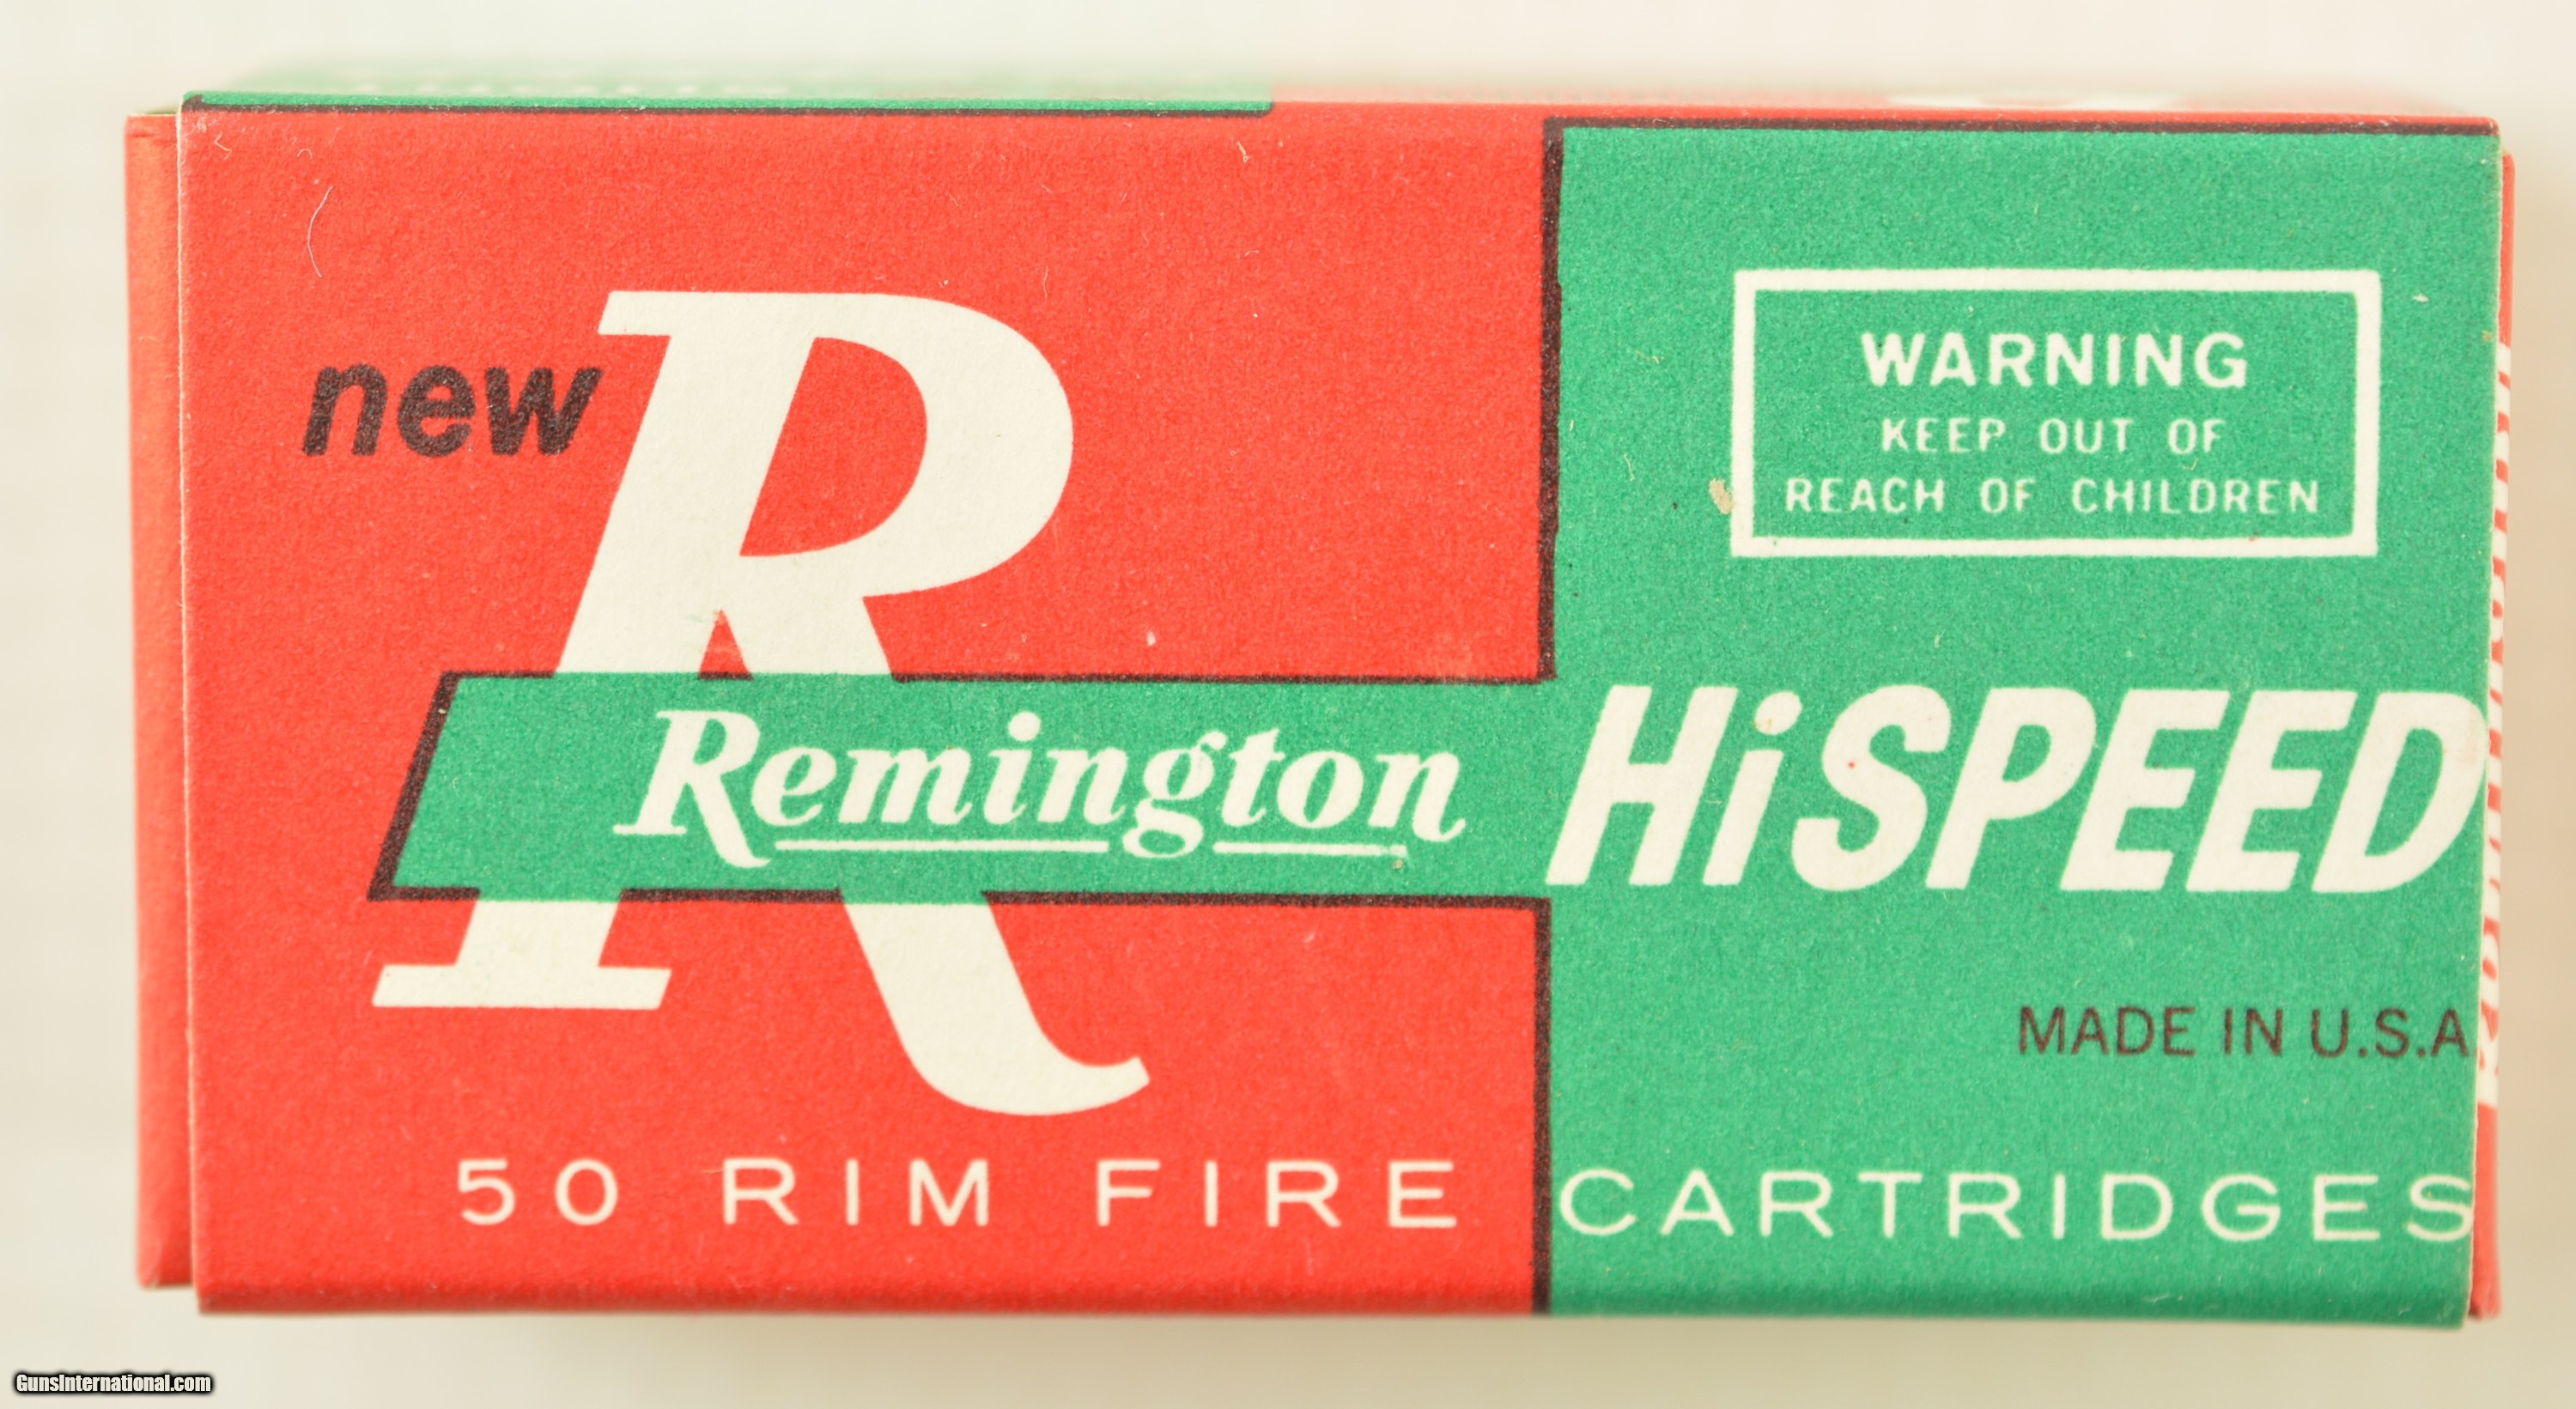 new
R
Remington
HiSPEED
WARNING
KEEP OUT OF
REACH OF CHILDREN
MADE IN U.S.A
50 RIM FIRE CARTRIDGES
GunsInternational.com